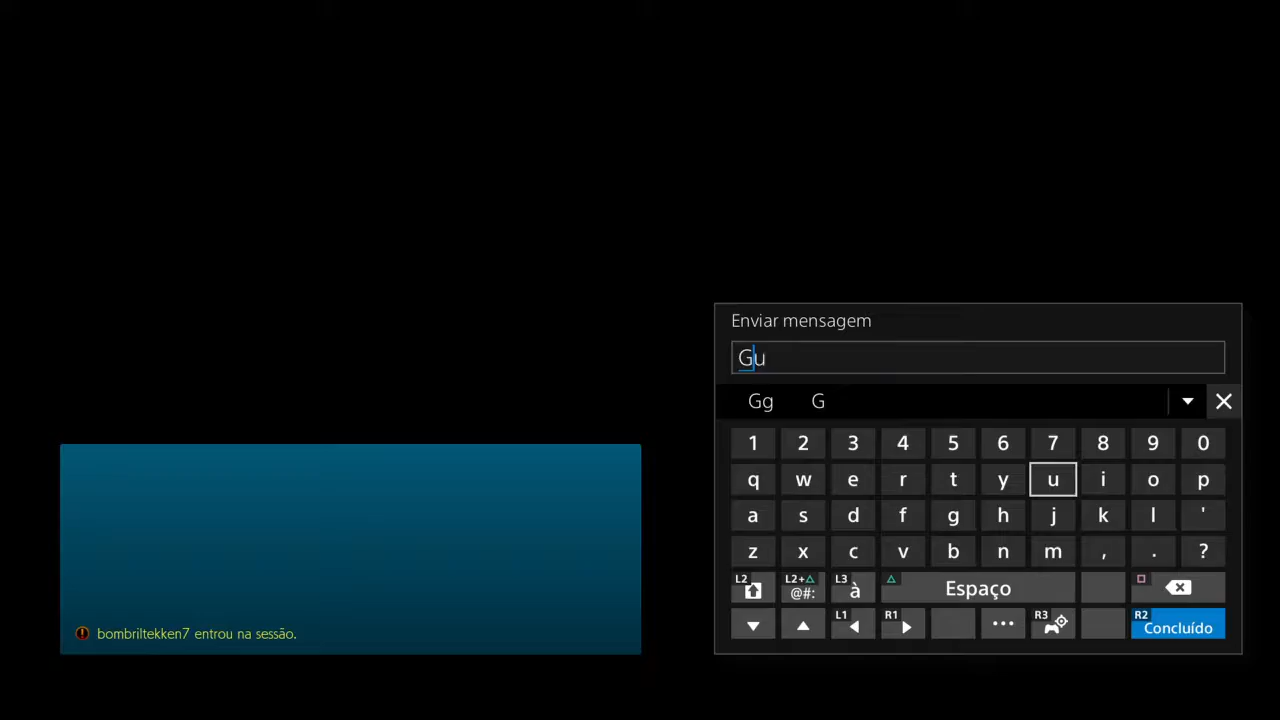 Enviar mensagem
Gu
Gg G
1 2 3 4 5 6 7 8 9 0
q w e r t y u i o p
a s d f g h j k l '
z x c v b n m , . ?
L2 L2+△ @#: L3 à △ Espaço □
L1 R1 ... R3 R2 Concluído
bombriltekken7 entrou na sessão.